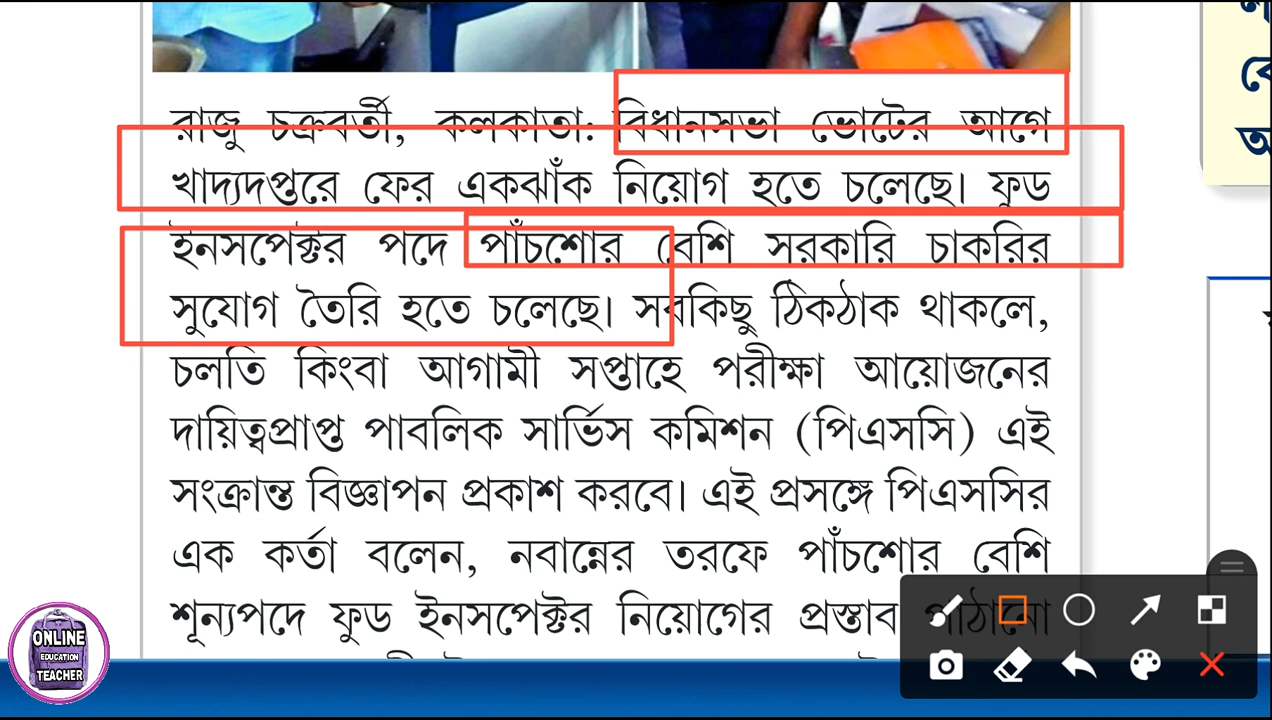 রাজু চক্রবর্তী, কলকাতা: বিধানসভা ভোটের আগে
খাদ্যদপ্তরে ফের একঝাঁক নিয়োগ হতে চলেছে। ফুড
ইনসপেক্টর পদে পাঁচশোর বেশি সরকারি চাকরির
সুযোগ তৈরি হতে চলেছে। সবকিছু ঠিকঠাক থাকলে,
চলতি কিংবা আগামী সপ্তাহে পরীক্ষা আয়োজনের
দায়িত্বপ্রাপ্ত পাবলিক সার্ভিস কমিশন (পিএসসি) এই
সংক্রান্ত বিজ্ঞাপন প্রকাশ করবে। এই প্রসঙ্গে পিএসসির
এক কর্তা বলেন, নবান্নের তরফে পাঁচশোর বেশি
শূন্যপদে ফুড ইনসপেক্টর নিয়োগের প্রস্তাব পাঠানো
ONLINE
EDUCATION
TEACHER